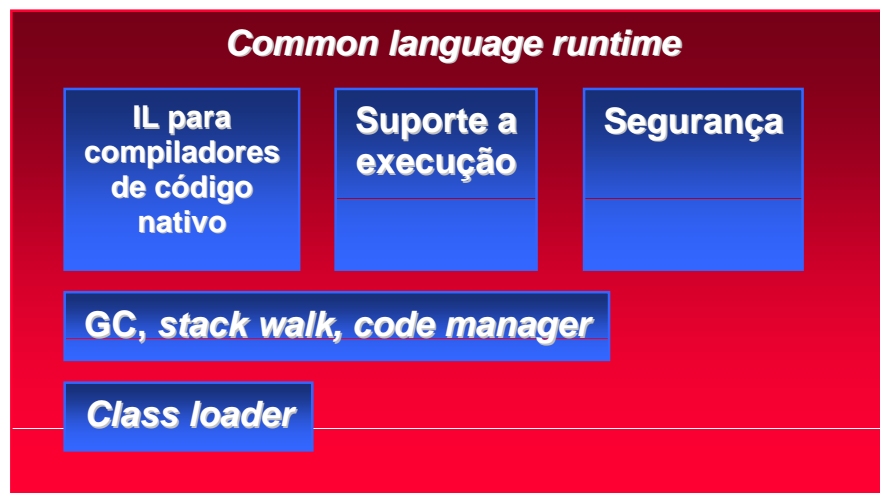 Common language runtime
IL para
compiladores
de código
nativo
Suporte a
execução
Segurança
GC, stack walk, code manager
Class loader